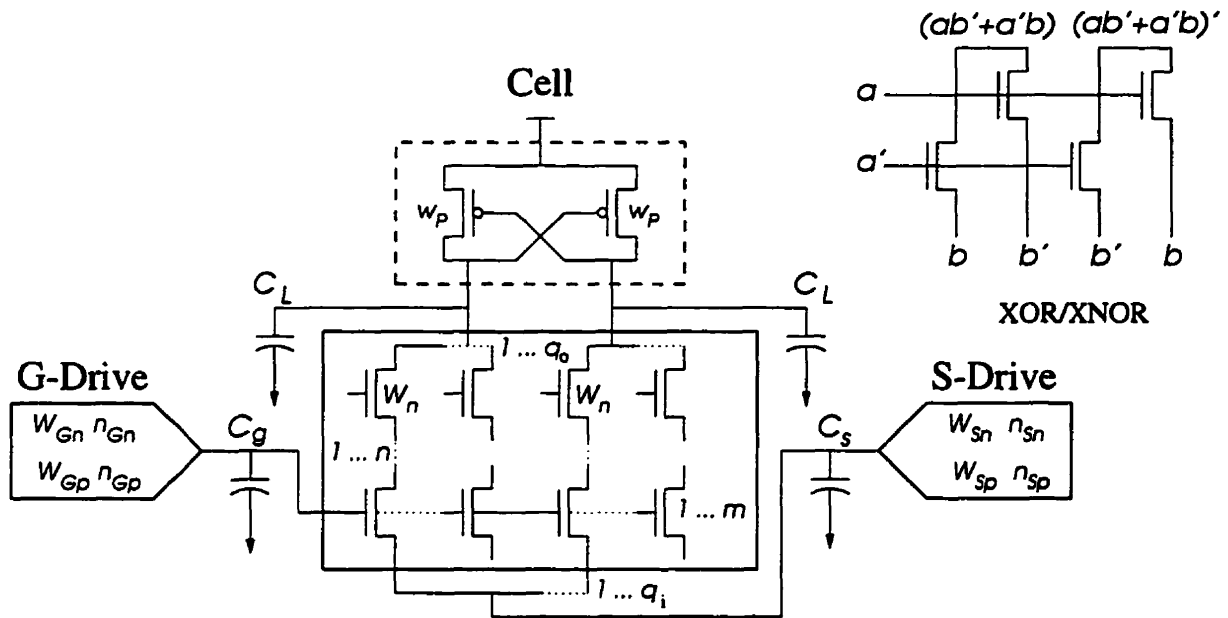 (ab'+a'b) (ab'+a'b)'
Cell
a
a'
w_p w_p
b b' b' b
C_L C_L
XOR/XNOR
1 ... q_o
G-Drive
S-Drive
W_n W_n
W_Gn n_Gn
C_g
C_s
W_Sn n_Sn
1 ... n
W_Gp n_Gp
W_Sp n_Sp
1 ... m
1 ... q_i